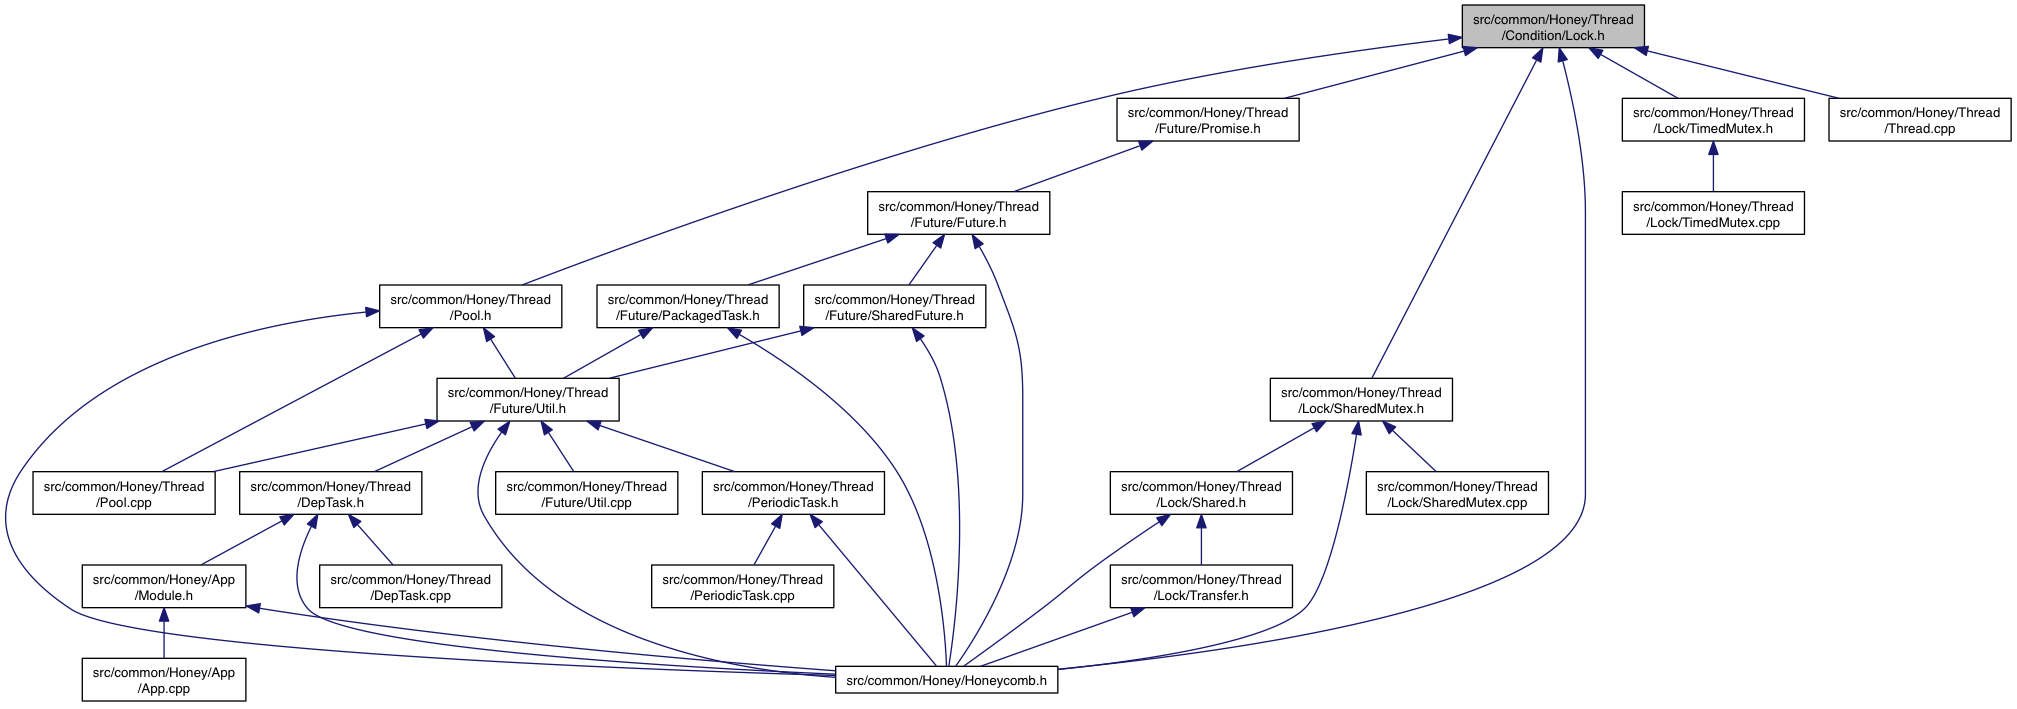 src/common/Honey/Thread
/Condition/Lock.h
src/common/Honey/Thread
/Future/Promise.h
src/common/Honey/Thread
/Lock/TimedMutex.h
src/common/Honey/Thread
/Thread.cpp
src/common/Honey/Thread
/Future/Future.h
src/common/Honey/Thread
/Lock/TimedMutex.cpp
src/common/Honey/Thread
/Pool.h
src/common/Honey/Thread
/Future/PackagedTask.h
src/common/Honey/Thread
/Future/SharedFuture.h
src/common/Honey/Thread
/Future/Util.h
src/common/Honey/Thread
/Lock/SharedMutex.h
src/common/Honey/Thread
/Pool.cpp
src/common/Honey/Thread
/DepTask.h
src/common/Honey/Thread
/Future/Util.cpp
src/common/Honey/Thread
/PeriodicTask.h
src/common/Honey/Thread
/Lock/Shared.h
src/common/Honey/Thread
/Lock/SharedMutex.cpp
src/common/Honey/App
/Module.h
src/common/Honey/Thread
/DepTask.cpp
src/common/Honey/Thread
/PeriodicTask.cpp
src/common/Honey/Thread
/Lock/Transfer.h
src/common/Honey/App
/App.cpp
src/common/Honey/Honeycomb.h